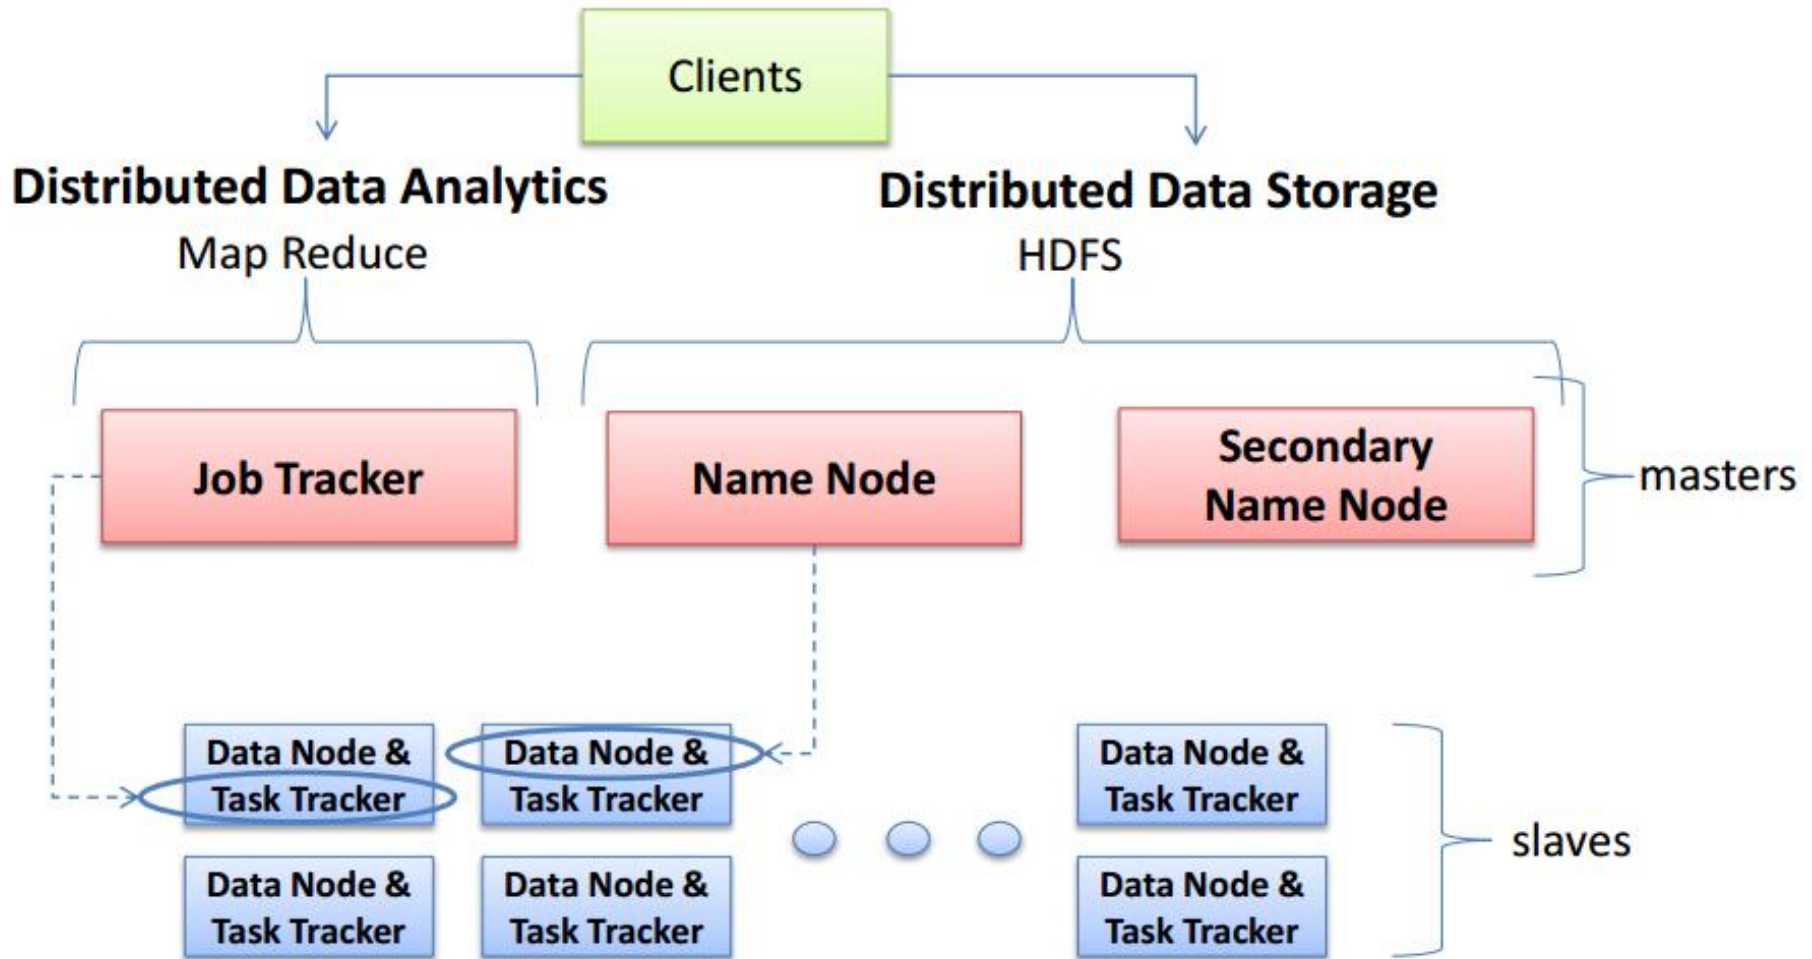 Clients
Distributed Data Analytics
Distributed Data Storage
Map Reduce
HDFS
Job Tracker
Name Node
Secondary
Name Node
masters
Data Node &
Task Tracker
Data Node &
Task Tracker
Data Node &
Task Tracker
slaves
Data Node &
Task Tracker
Data Node &
Task Tracker
Data Node &
Task Tracker